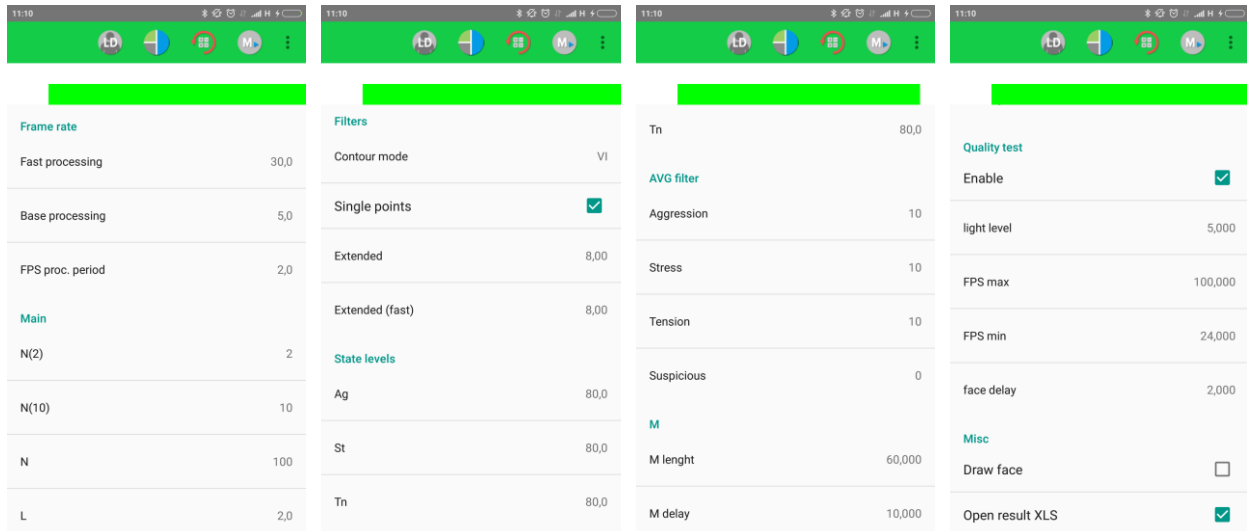 11:10
H
LD
M
Frame rate
Fast processing 30,0
Base processing 5,0
FPS proc. period 2,0
Main
N(2) 2
N(10) 10
N 100
L 2,0
11:10
H
LD
M
Filters
Contour mode VI
Single points
Extended 8,00
Extended (fast) 8,00
State levels
Ag 80,0
St 80,0
Tn 80,0
11:10
H
LD
M
Tn 80,0
AVG filter
Aggression 10
Stress 10
Tension 10
Suspicious 0
M
M lenght 60,000
M delay 10,000
11:10
H
LD
M
Quality test
Enable
light level 5,000
FPS max 100,000
FPS min 24,000
face delay 2,000
Misc
Draw face
Open result XLS